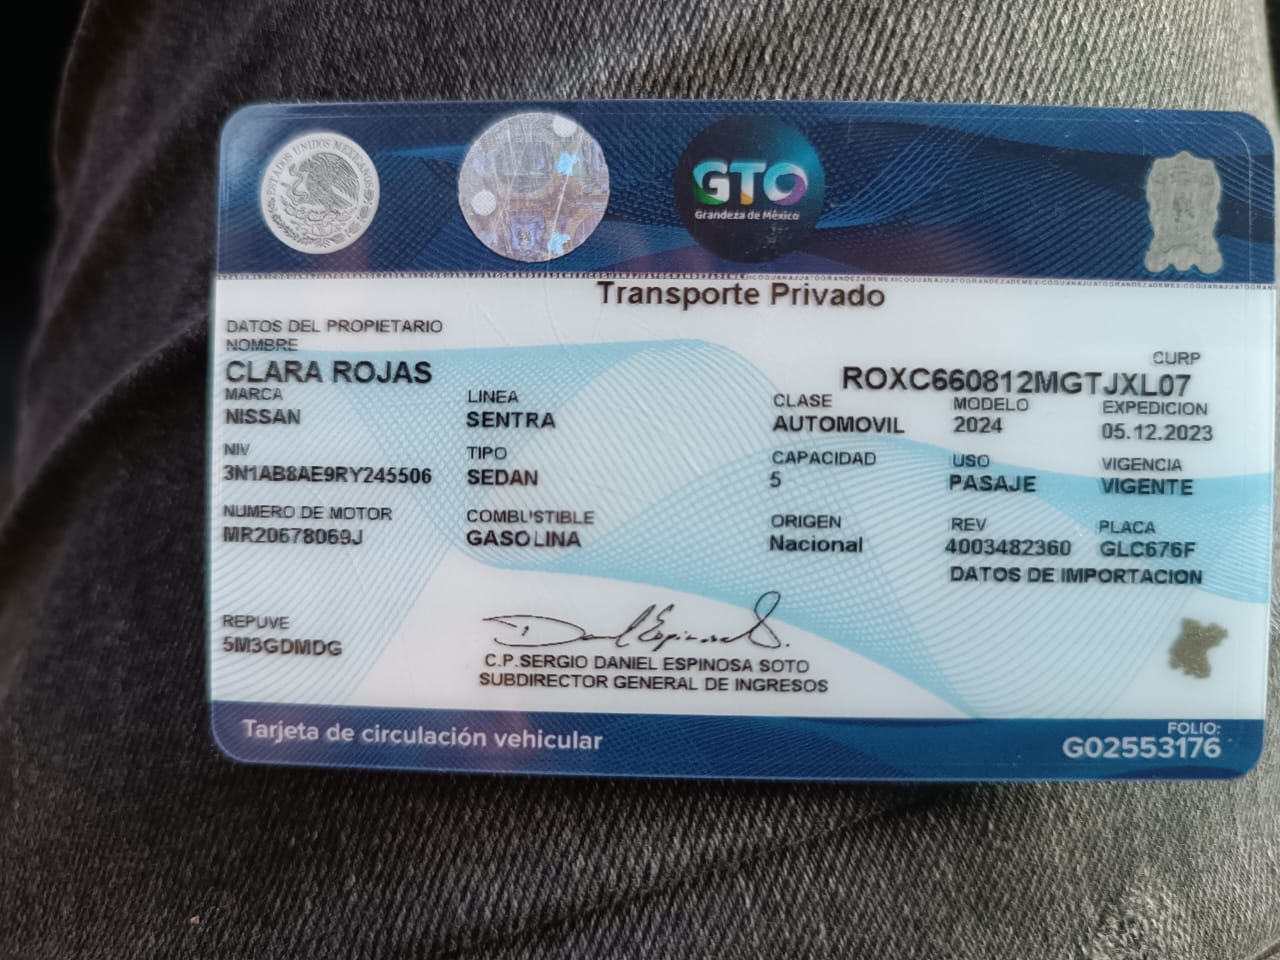 ESTADOS UNIDOS MEXICANOS
GTO
Grandeza de México
Transporte Privado
DATOS DEL PROPIETARIO
NOMBRE
CURP
CLARA ROJAS
ROXC660812MGTJXL07
MARCA
LINEA
CLASE
MODELO
EXPEDICION
NISSAN
SENTRA
AUTOMOVIL
2024
05.12.2023
NIV
TIPO
CAPACIDAD
USO
VIGENCIA
3N1AB8AE9RY245506
SEDAN
5
PASAJE
VIGENTE
NUMERO DE MOTOR
COMBUSTIBLE
ORIGEN
REV
PLACA
MR20678069J
GASOLINA
Nacional
4003482360
GLC676F
DATOS DE IMPORTACION
REPUVE
5M3GDMDG
C.P.SERGIO DANIEL ESPINOSA SOTO
SUBDIRECTOR GENERAL DE INGRESOS
Tarjeta de circulación vehicular
FOLIO:
G02553176